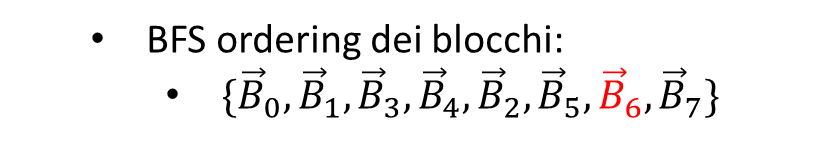 • BFS ordering dei blocchi:
• {B⃗₀, B⃗₁, B⃗₃, B⃗₄, B⃗₂, B⃗₅, B⃗₆, B⃗₇}